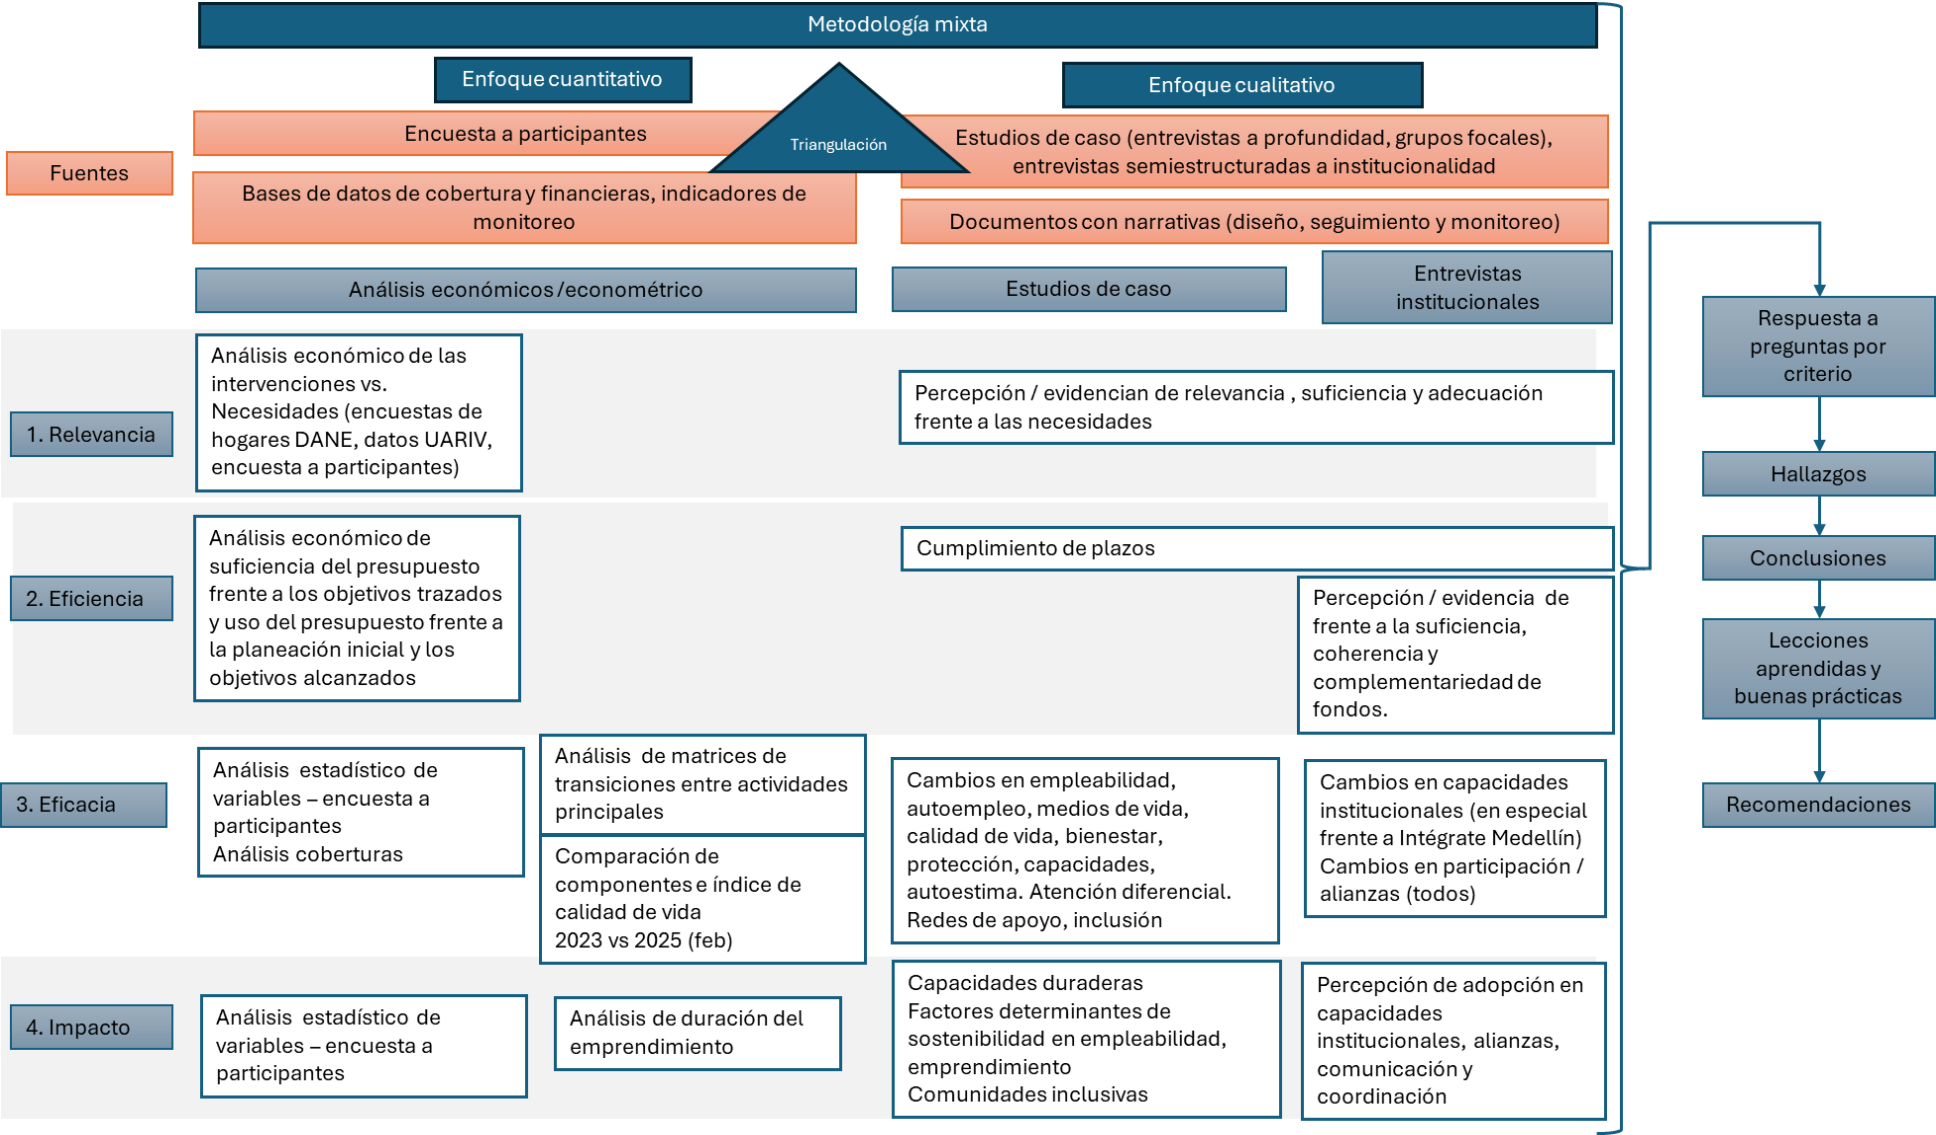 Metodología mixta
Enfoque cuantitativo
Enfoque cualitativo
Triangulación
Fuentes
Encuesta a participantes
Bases de datos de cobertura y financieras, indicadores de
monitoreo
Estudios de caso (entrevistas a profundidad, grupos focales),
entrevistas semiestructuradas a institucionalidad
Documentos con narrativas (diseño, seguimiento y monitoreo)
Análisis económicos /econométrico
Estudios de caso
Entrevistas
institucionales
1. Relevancia
Análisis económico de las
intervenciones vs.
Necesidades (encuestas de
hogares DANE, datos UARIV,
encuesta a participantes)
Percepción / evidencian de relevancia , suficiencia y adecuación
frente a las necesidades
2. Eficiencia
Análisis económico de
suficiencia del presupuesto
frente a los objetivos trazados
y uso del presupuesto frente a
la planeación inicial y los
objetivos alcanzados
Cumplimiento de plazos
Percepción / evidencia de
frente a la suficiencia,
coherencia y
complementariedad de
fondos.
3. Eficacia
Análisis estadístico de
variables – encuesta a
participantes
Análisis coberturas
Análisis de matrices de
transiciones entre actividades
principales
Comparación de
componentes e índice de
calidad de vida
2023 vs 2025 (feb)
Cambios en empleabilidad,
autoempleo, medios de vida,
calidad de vida, bienestar,
protección, capacidades,
autoestima. Atención diferencial.
Redes de apoyo, inclusión
Cambios en capacidades
institucionales (en especial
frente a Intégrate Medellín)
Cambios en participación /
alianzas (todos)
4. Impacto
Análisis estadístico de
variables – encuesta a
participantes
Análisis de duración del
emprendimiento
Capacidades duraderas
Factores determinantes de
sostenibilidad en empleabilidad,
emprendimiento
Comunidades inclusivas
Percepción de adopción en
capacidades
institucionales, alianzas,
comunicación y
coordinación
Respuesta a
preguntas por
criterio
Hallazgos
Conclusiones
Lecciones
aprendidas y
buenas prácticas
Recomendaciones